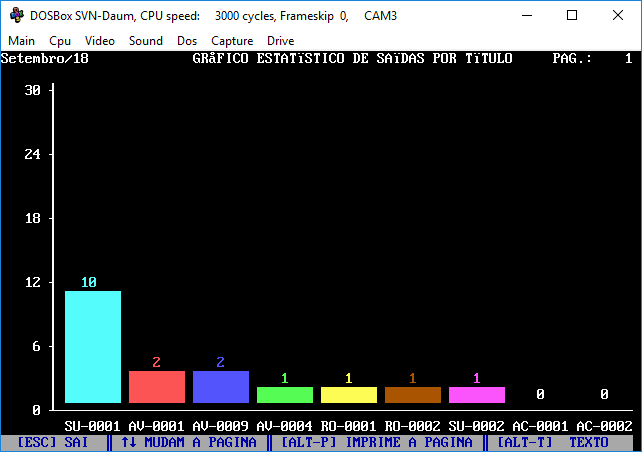 DOSBox SVN-Daum, CPU speed: 3000 cycles, Frameskip 0, CAM3
Main Cpu Video Sound Dos Capture Drive
Setembro/18 GRåFICO ESTATïSTICO DE SAïDAS POR TïTULO PAG.: 1
30
24
18
12
10
6
2 2
1 1 1 1
0 0
0
SU-0001 AV-0001 AV-0009 AV-0004 RO-0001 RO-0002 SU-0002 AC-0001 AC-0002
[ESC] SAI ║ ↑↓ MUDAM A PAGINA ║ [ALT-P] IMPRIME A PAGINA ║ [ALT-T] TEXTO